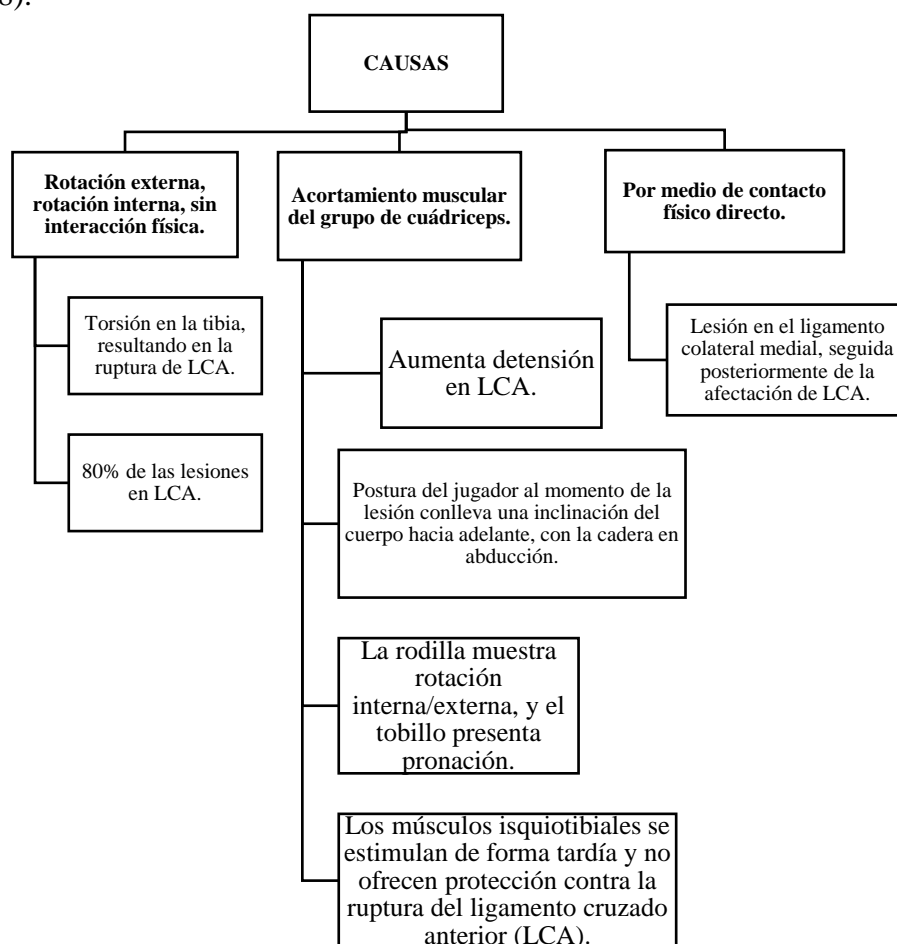 8).
CAUSAS
Rotación externa,
rotación interna, sin
interacción física.
Torsión en la tibia,
resultando en la
ruptura de LCA.
80% de las lesiones
en LCA.
Acortamiento muscular
del grupo de cuádriceps.
Aumenta detensión
en LCA.
Postura del jugador al momento de la
lesión conlleva una inclinación del
cuerpo hacia adelante, con la cadera en
abducción.
La rodilla muestra
rotación
interna/externa, y el
tobillo presenta
pronación.
Los músculos isquiotibiales se
estimulan de forma tardía y no
ofrecen protección contra la
ruptura del ligamento cruzado
anterior (LCA).
Por medio de contacto
físico directo.
Lesión en el ligamento
colateral medial, seguida
posteriormente de la
afectación de LCA.